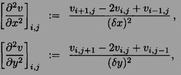 [∂²v/∂x²]_{i,j} := (v_{i+1,j} − 2v_{i,j} + v_{i−1,j})/(δx)²,
[∂²v/∂y²]_{i,j} := (v_{i,j+1} − 2v_{i,j} + v_{i,j−1})/(δy)²,